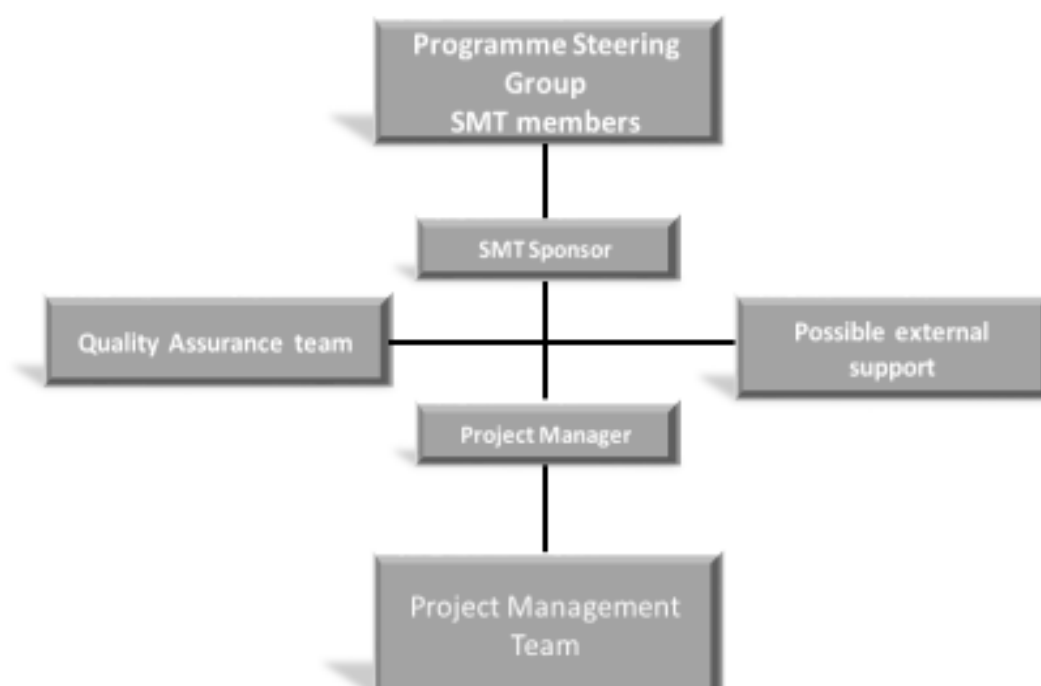 Programme Steering
Group
SMT members
SMT Sponsor
Quality Assurance team
Possible external
support
Project Manager
Project Management
Team